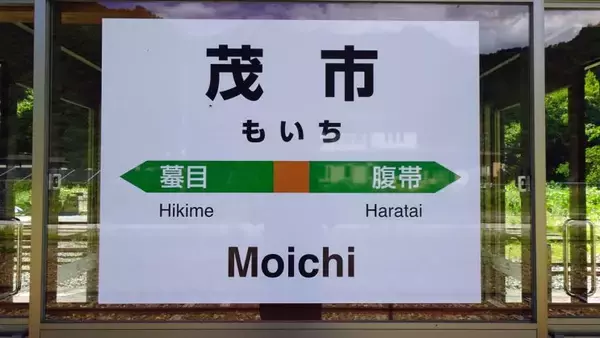 茂市
もいち
蟇目 腹帯
Hikime Haratai
Moichi